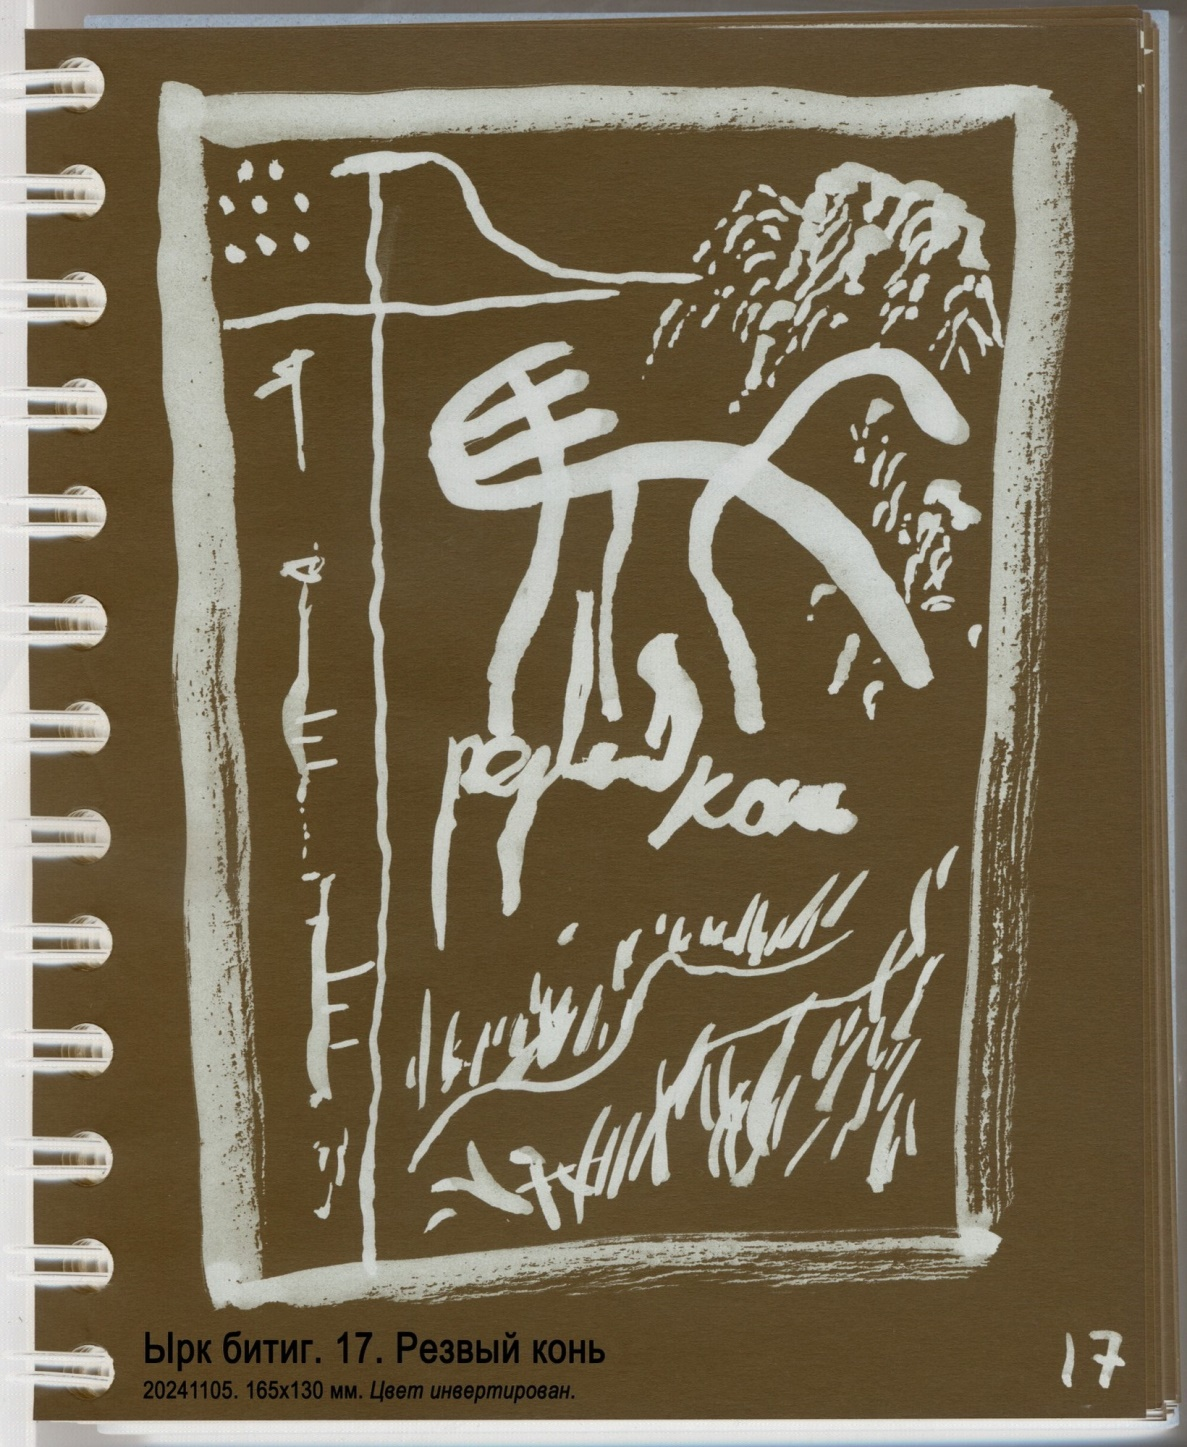 резвый
конь
Ырк битиг. 17. Резвый конь
20241105. 165x130 мм. Цвет инвертирован.
17